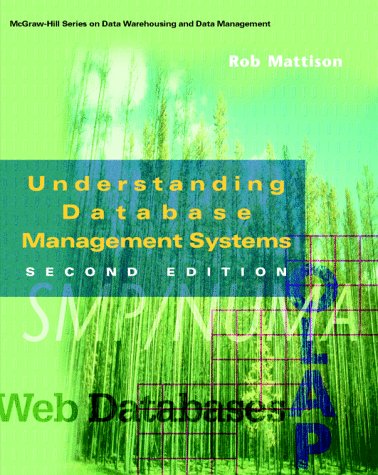 McGraw-Hill Series on Data Warehousing and Data Management
Rob Mattison
Understanding
Database
Management Systems
SECOND EDITION
SMP/NUMA
OLAP
Web Databases